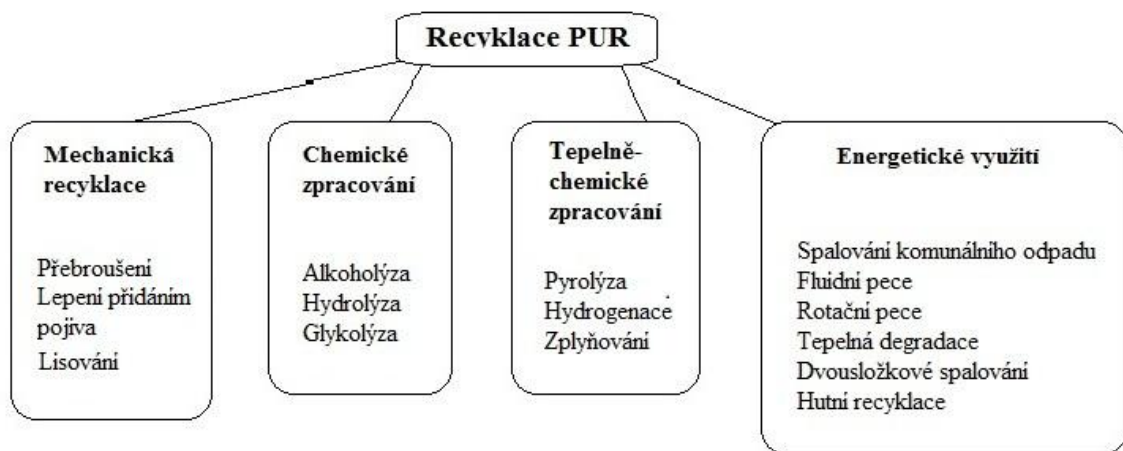 Recyklace PUR
Mechanická
recyklace
Přebroušení
Lepení přidáním
pojiva
Lisování
Chemické
zpracování
Alkoholýza
Hydrolýza
Glykolýza
Tepelně-
chemické
zpracování
Pyrolýza
Hydrogenace
Zplyňování
Energetické využití
Spalování komunálního odpadu
Fluidní pece
Rotační pece
Tepelná degradace
Dvousložkové spalování
Hutní recyklace